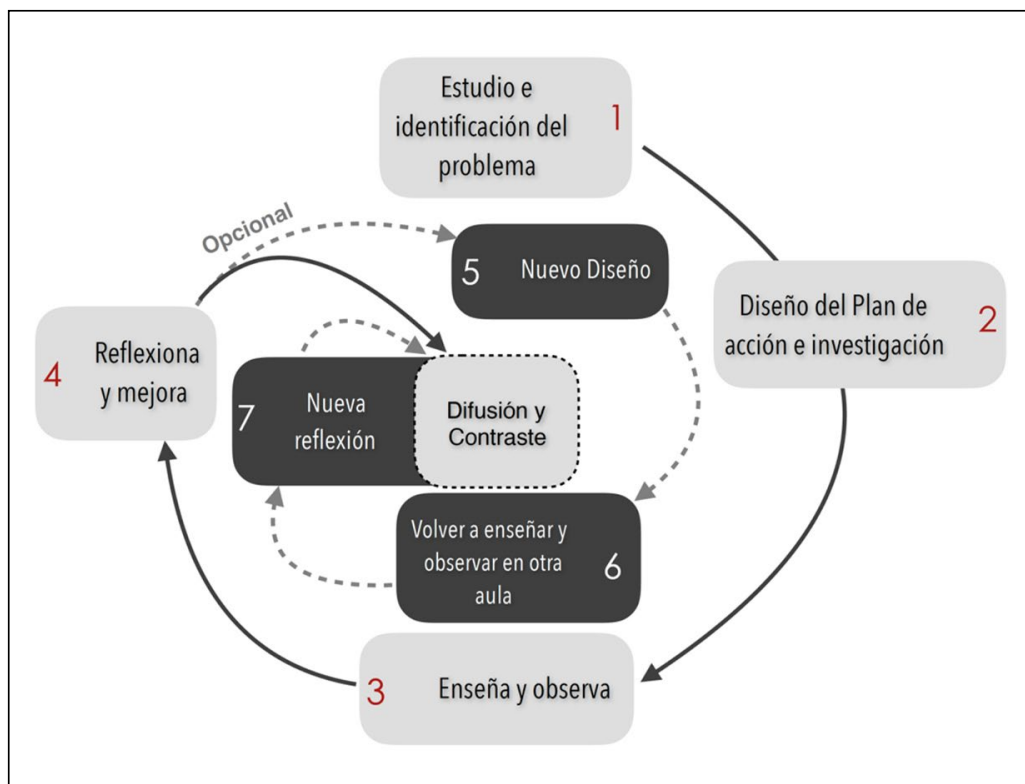 Estudio e
identificación del
problema
1
Opcional
5
Nuevo Diseño
Diseño del Plan de
acción e investigación
2
4
Reflexiona
y mejora
7
Nueva
reflexión
Difusión y
Contraste
Volver a enseñar y
observar en otra
aula
6
3
Enseña y observa